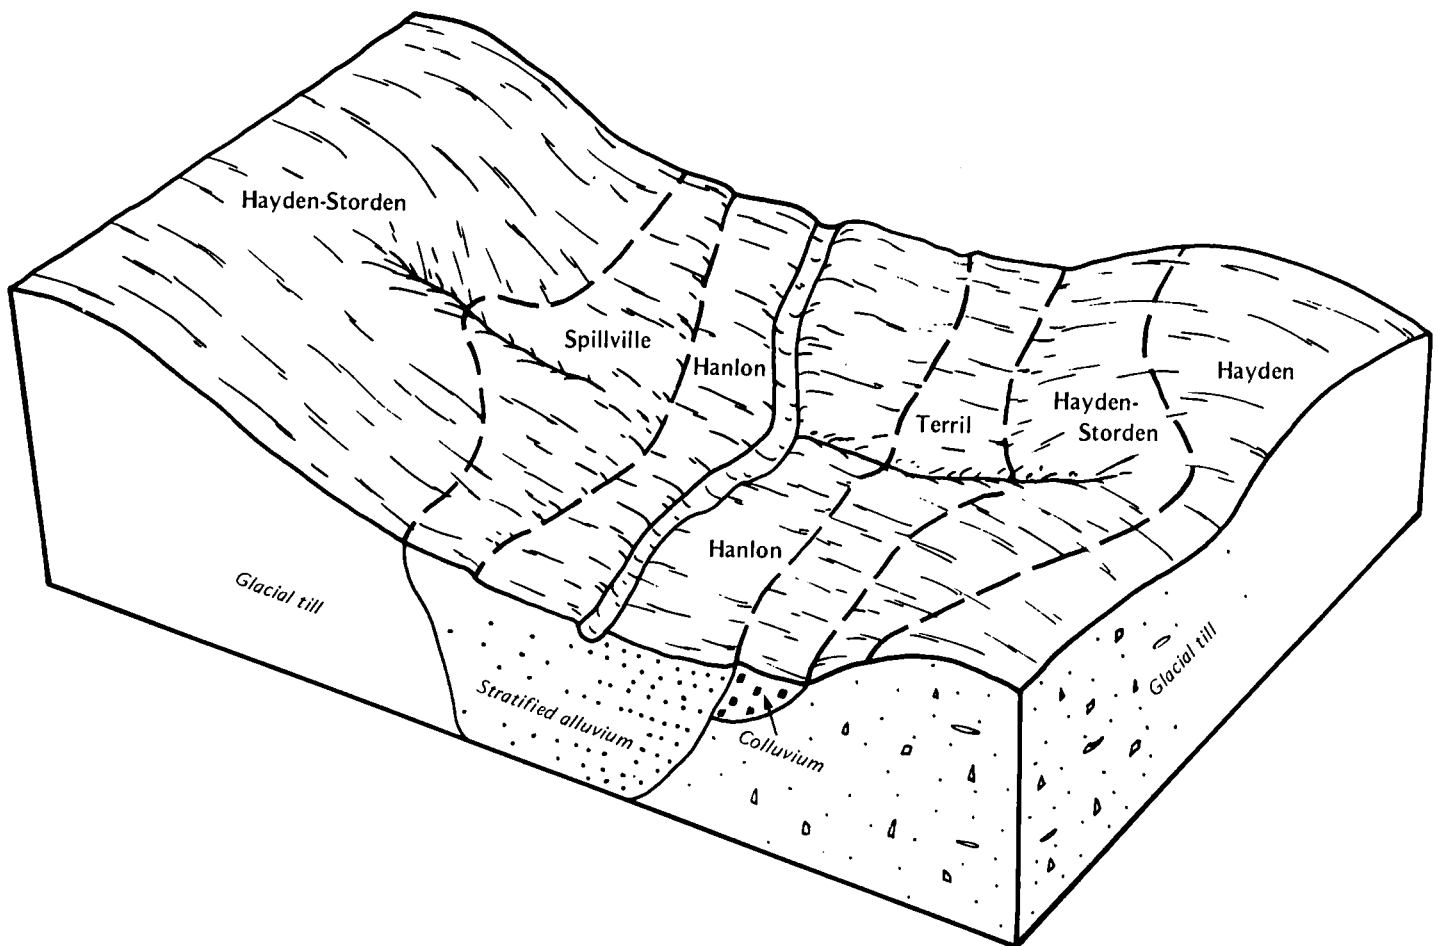 Hayden-Storden
Spillville
Hanlon
Hayden
Hayden-
Storden
Terril
Hanlon
Glacial till
Stratified alluvium
Colluvium
Glacial till